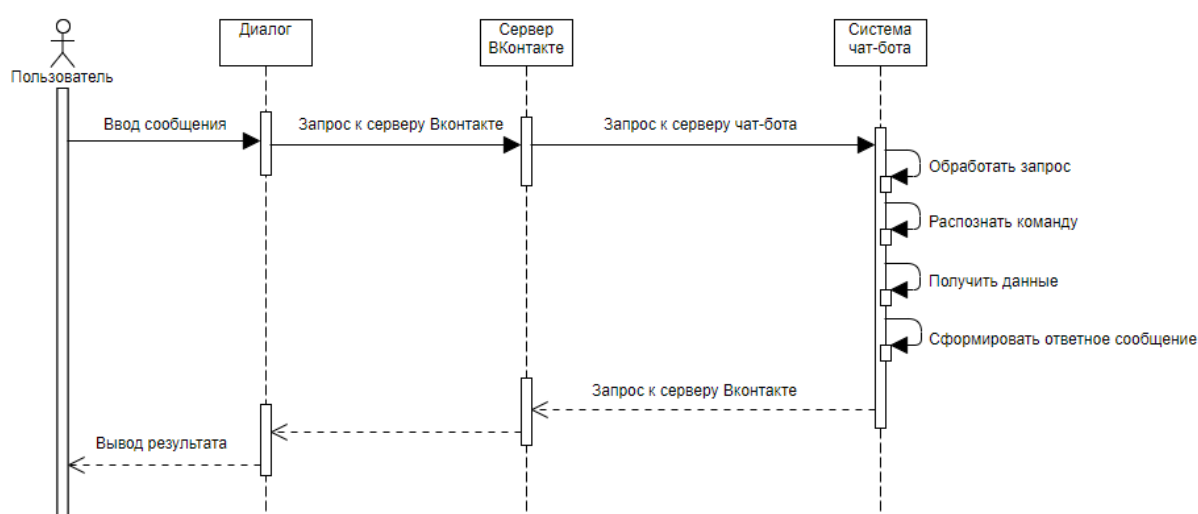 Диалог
Сервер
ВКонтакте
Система
чат-бота
Пользователь
Ввод сообщения
Запрос к серверу Вконтакте
Запрос к серверу чат-бота
Обработать запрос
Распознать команду
Получить данные
Сформировать ответное сообщение
Запрос к серверу Вконтакте
Вывод результата